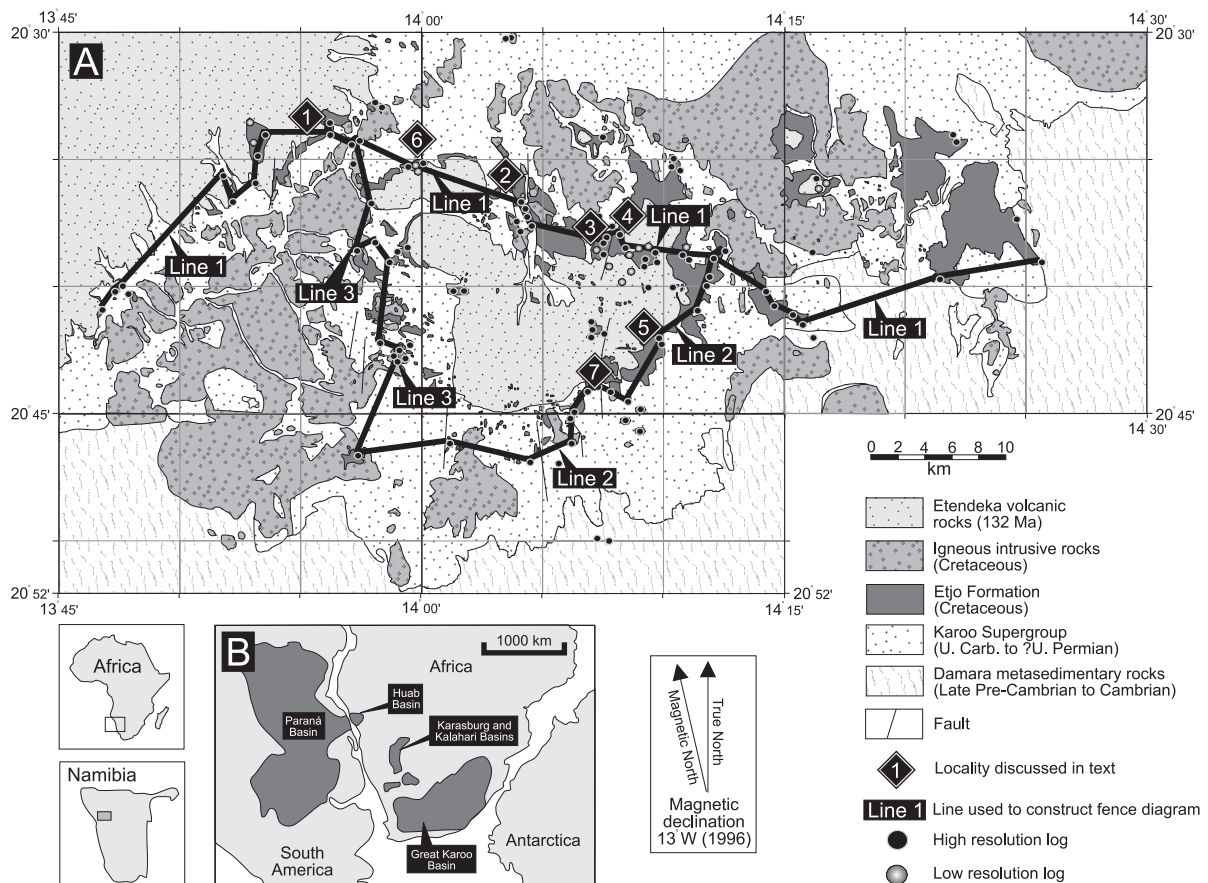 13° 45'
14° 00'
14° 15'
14° 30'
20° 30'
20° 30'
A
1
6
2
3
4
Line 1
Line 1
Line 1
Line 3
5
Line 1
Line 2
7
Line 3
20° 45'
20° 45'
14° 30'
Line 2
20° 52'
20° 52'
13° 45'
14° 00'
14° 15'
0 2 4 6 8 10
km
Etendeka volcanic
rocks (132 Ma)
Igneous intrusive rocks
(Cretaceous)
Etjo Formation
(Cretaceous)
Karoo Supergroup
(U. Carb. to ?U. Permian)
Damara metasedimentary rocks
(Late Pre-Cambrian to Cambrian)
Fault
1 Locality discussed in text
Line 1 Line used to construct fence diagram
High resolution log
Low resolution log
Africa
Namibia
B
1000 km
Africa
Huab
Basin
Paraná
Basin
Karasburg and
Kalahari Basins
South
America
Great Karoo
Basin
Antarctica
Magnetic North
True North
Magnetic
declination
13°W (1996)